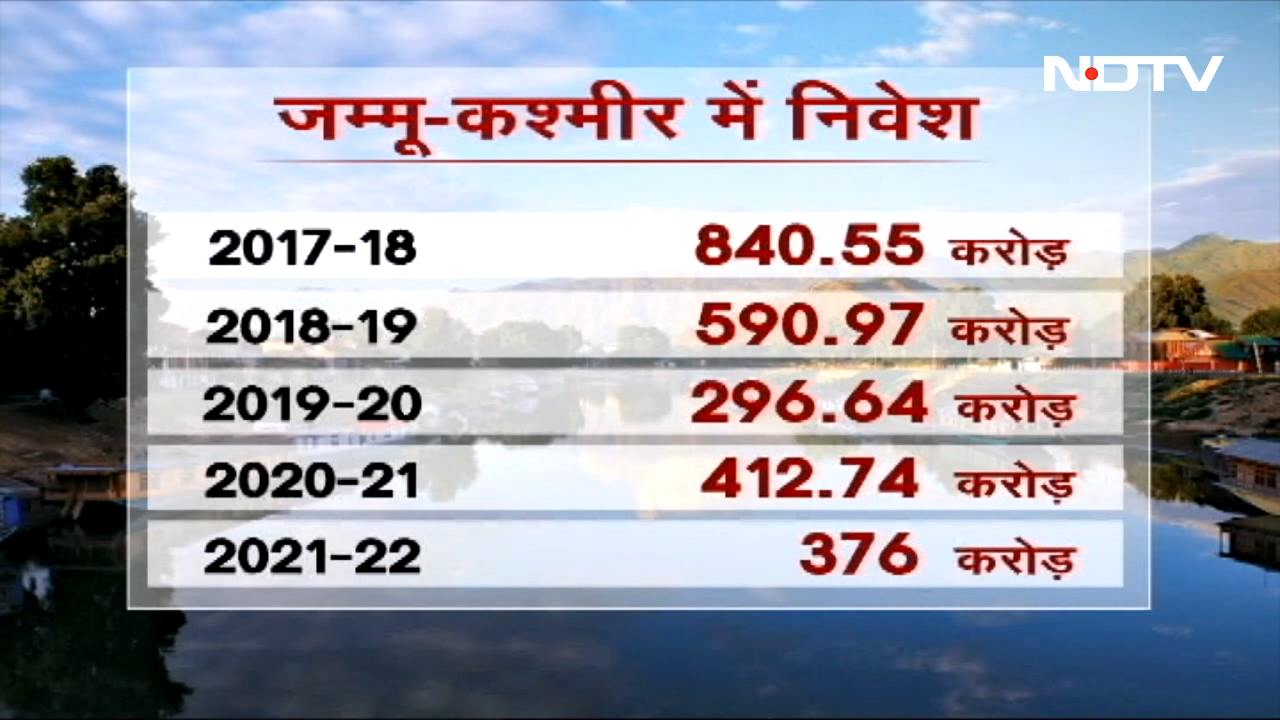 NDTV
जम्मू-कश्मीर में निवेश
2017-18 840.55 करोड़
2018-19 590.97 करोड़
2019-20 296.64 करोड़
2020-21 412.74 करोड़
2021-22 376 करोड़